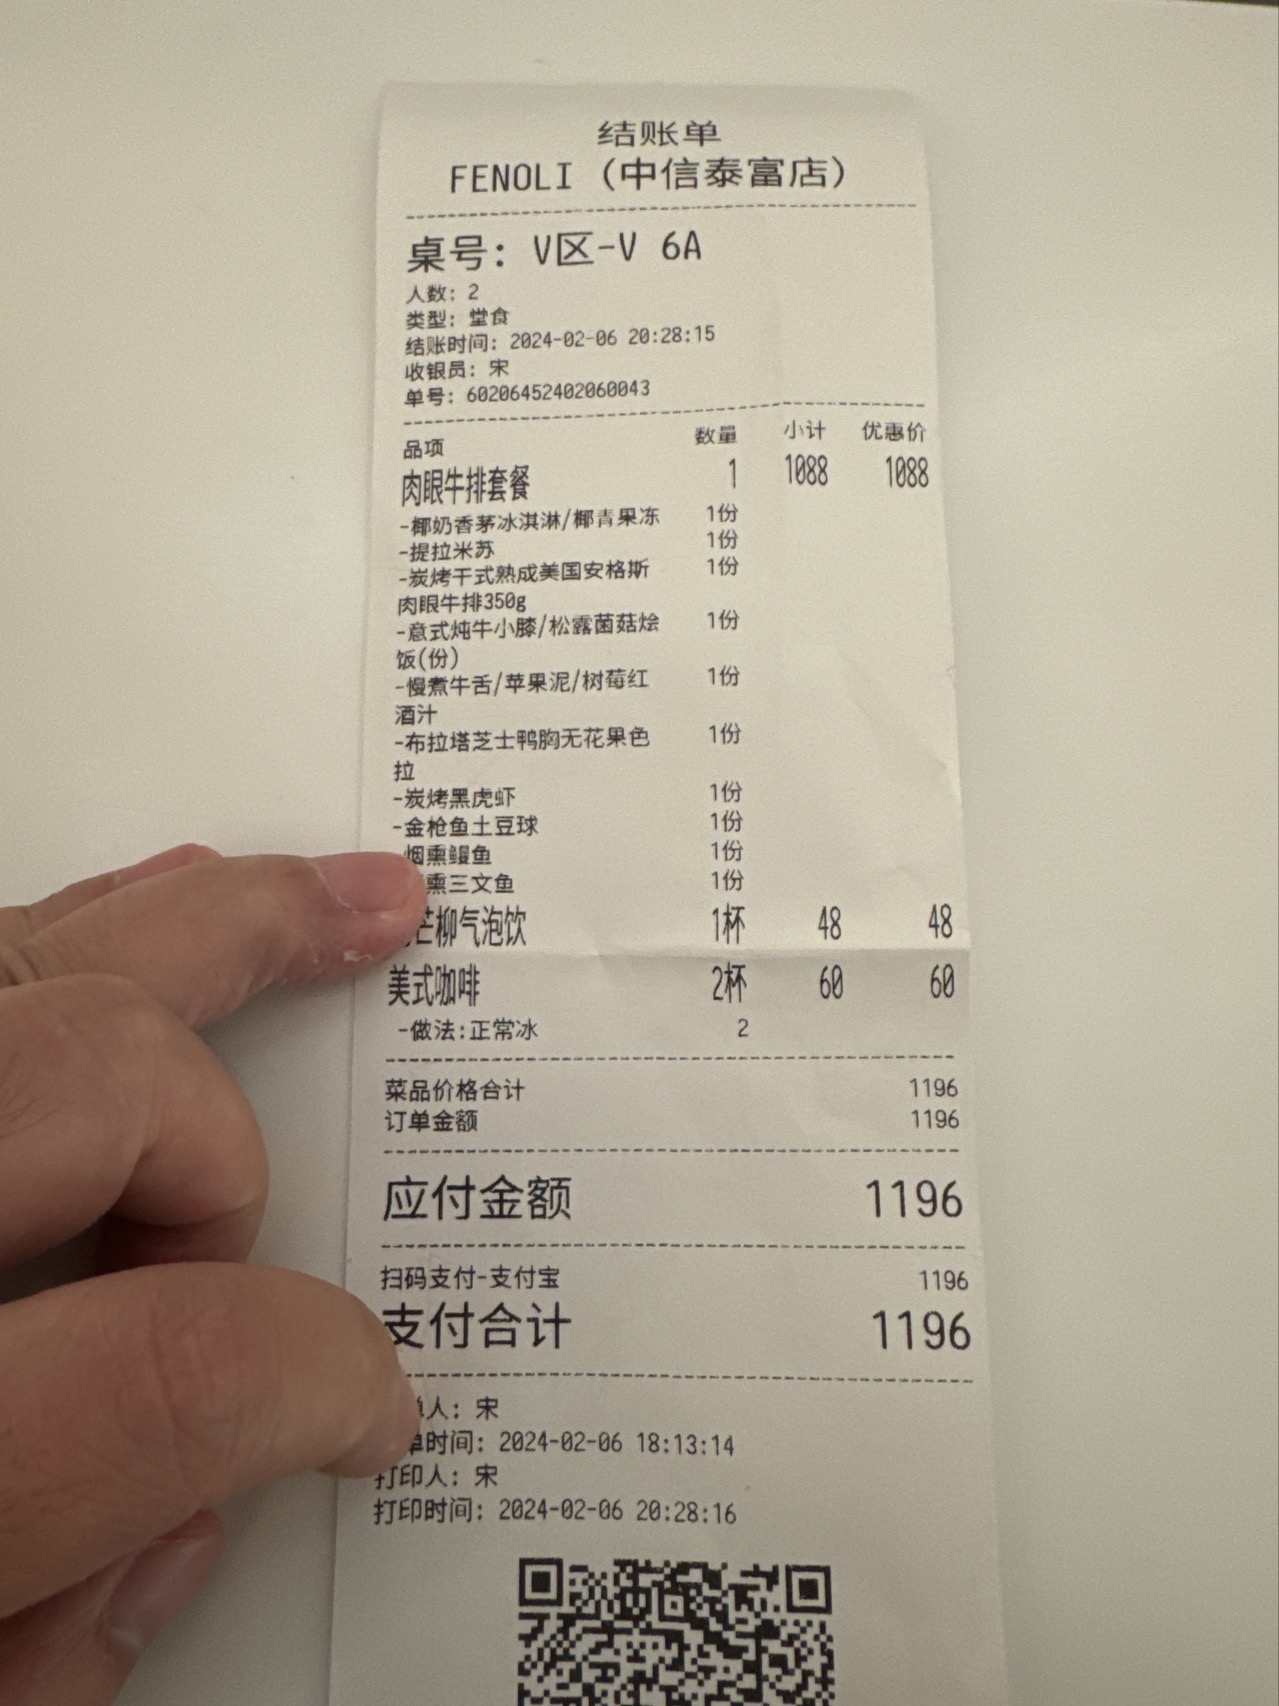 结账单
FENOLI（中信泰富店）
桌号: V区-V 6A
人数: 2
类型: 堂食
结账时间: 2024-02-06 20:28:15
收银员: 宋
单号: 60206452402060043
品项 数量 小计 优惠价
肉眼牛排套餐 1 1088 1088
-椰奶香茅冰淇淋/椰青果冻 1份
-提拉米苏 1份
-炭烤干式熟成美国安格斯 1份
肉眼牛排350g
-意式炖牛小膝/松露菌菇烩 1份
饭(份)
-慢煮牛舌/苹果泥/树莓红 1份
酒汁
-布拉塔芝士鸭胸无花果色 1份
拉
-炭烤黑虎虾 1份
-金枪鱼土豆球 1份
烟熏鳗鱼 1份
熏三文鱼 1份
芒柳气泡饮 1杯 48 48
美式咖啡 2杯 60 60
-做法:正常冰 2
菜品价格合计 1196
订单金额 1196
应付金额 1196
扫码支付-支付宝 1196
支付合计 1196
单人: 宋
单时间: 2024-02-06 18:13:14
打印人: 宋
打印时间: 2024-02-06 20:28:16